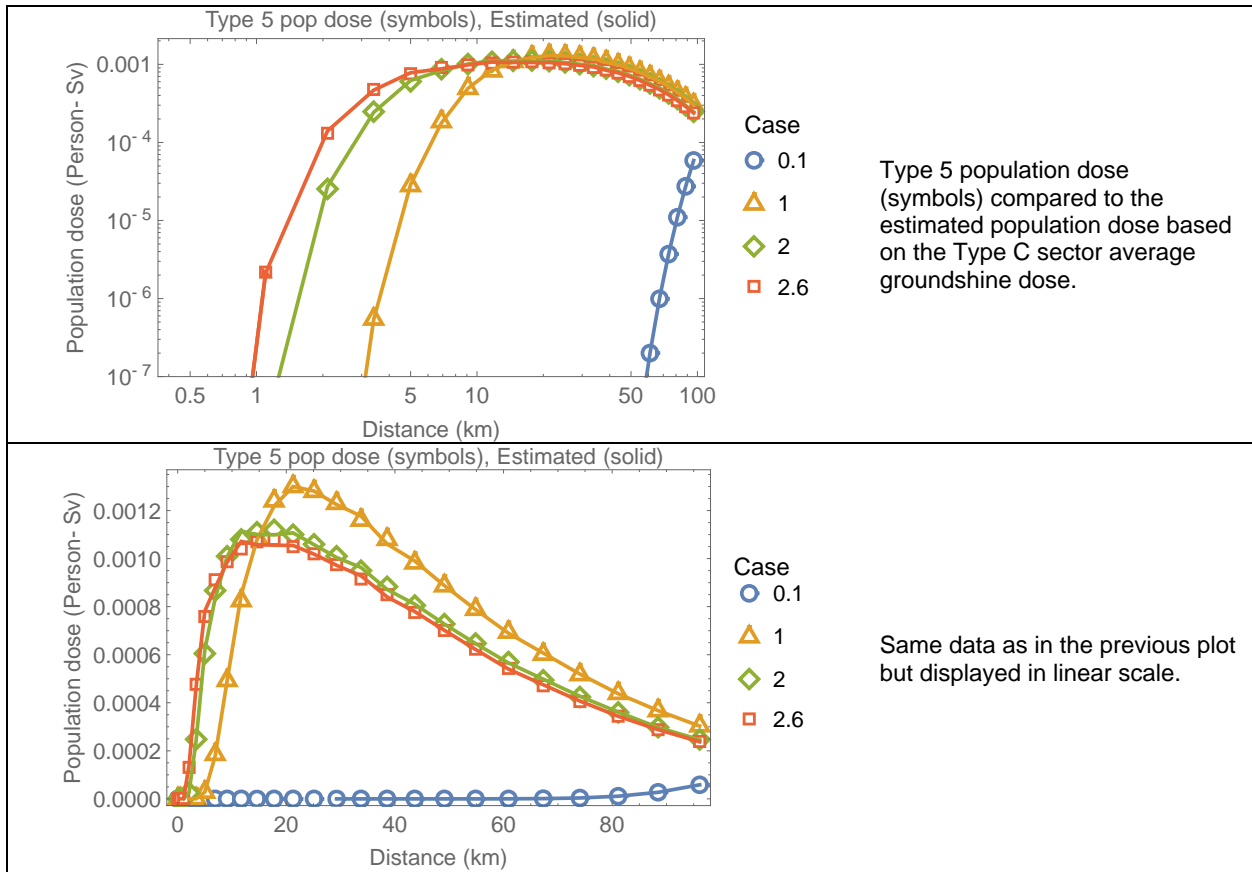 Type 5 pop dose (symbols), Estimated (solid)
Population dose (Person- Sv)
0.001
10-4
10-5
10-6
10-7
0.5 1 5 10 50 100
Distance (km)
Case
0.1
1
2
2.6
Type 5 population dose
(symbols) compared to the
estimated population dose based
on the Type C sector average
groundshine dose.
Type 5 pop dose (symbols), Estimated (solid)
Population dose (Person- Sv)
0.0012
0.0010
0.0008
0.0006
0.0004
0.0002
0.0000
0 20 40 60 80
Distance (km)
Case
0.1
1
2
2.6
Same data as in the previous plot
but displayed in linear scale.